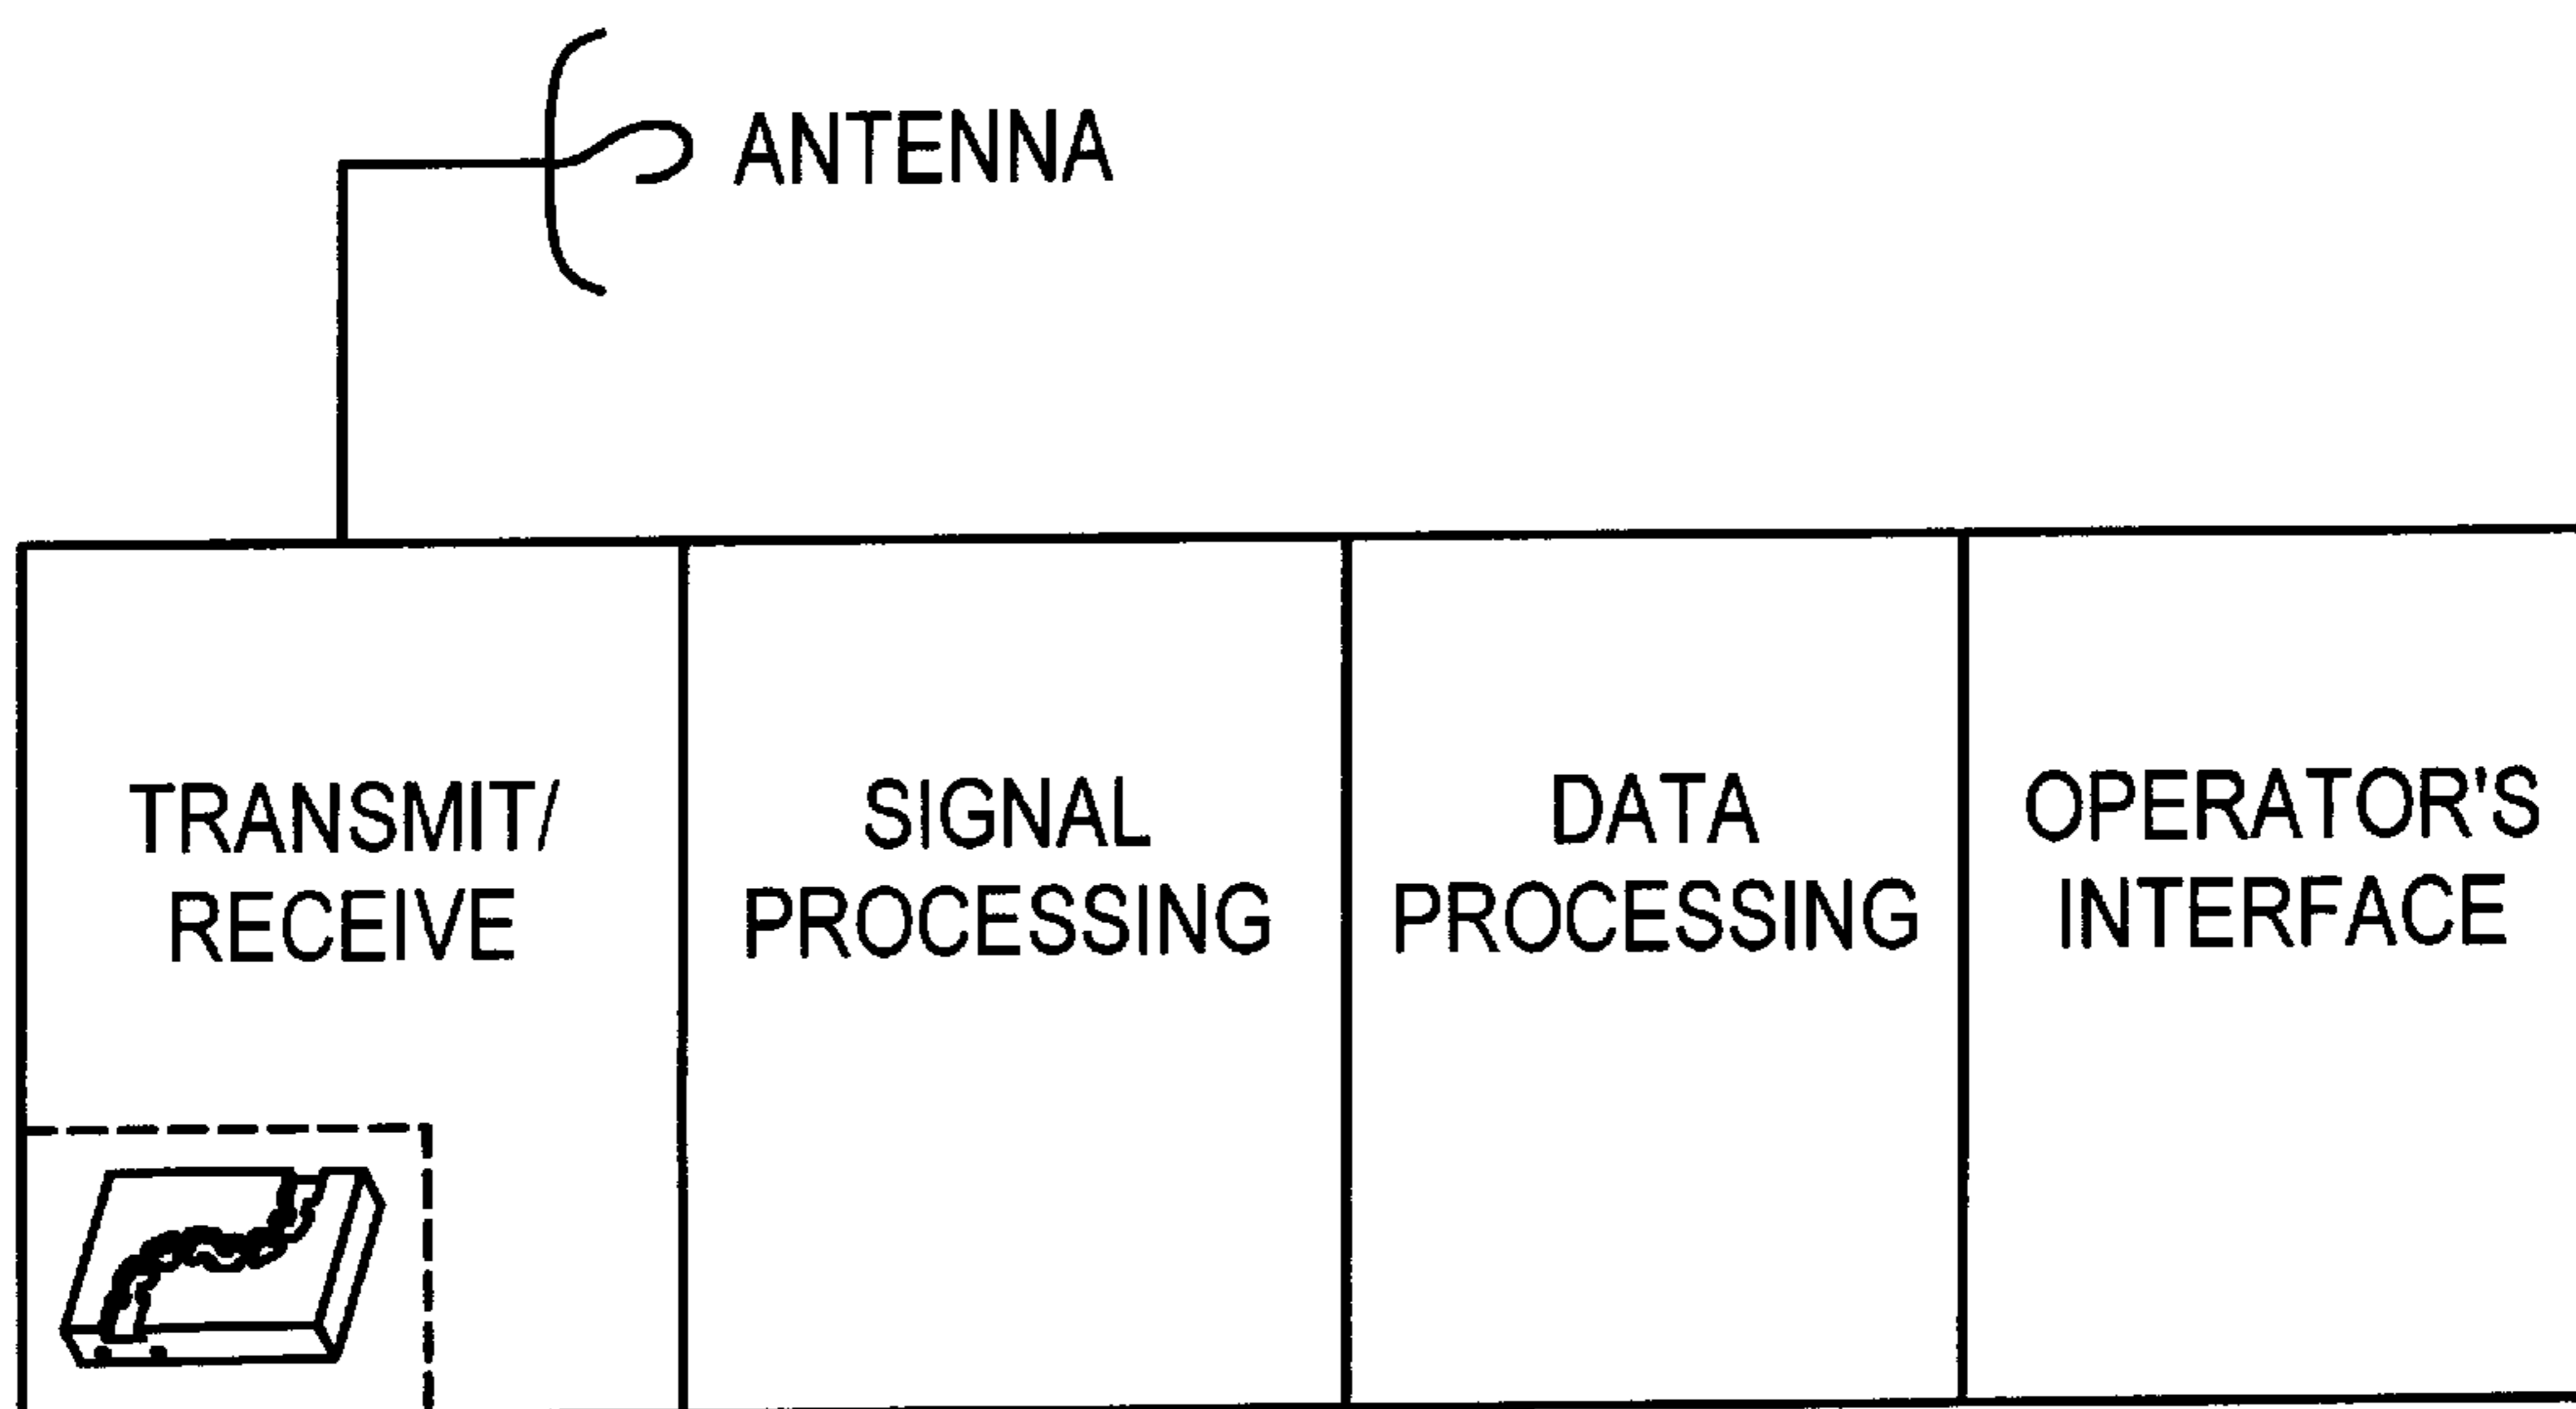 ANTENNA
TRANSMIT/
RECEIVE
SIGNAL
PROCESSING
DATA
PROCESSING
OPERATOR'S
INTERFACE